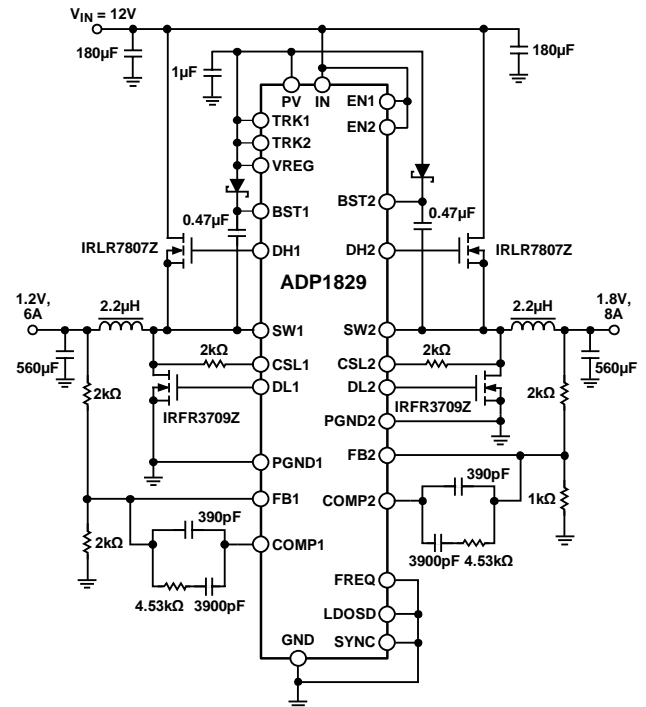 VIN = 12V
180µF
180µF
1µF
PV
IN
EN1
EN2
TRK1
TRK2
VREG
BST1
BST2
0.47µF
0.47µF
IRLR7807Z
DH1
DH2
IRLR7807Z
ADP1829
1.2V,
6A
2.2µH
SW1
SW2
2.2µH
1.8V,
8A
560µF
2kΩ
CSL1
CSL2
2kΩ
560µF
2kΩ
DL1
DL2
2kΩ
IRFR3709Z
IRFR3709Z
PGND2
PGND1
FB2
FB1
390pF
COMP2
1kΩ
390pF
2kΩ
COMP1
3900pF
4.53kΩ
4.53kΩ
3900pF
FREQ
LDOSD
GND
SYNC